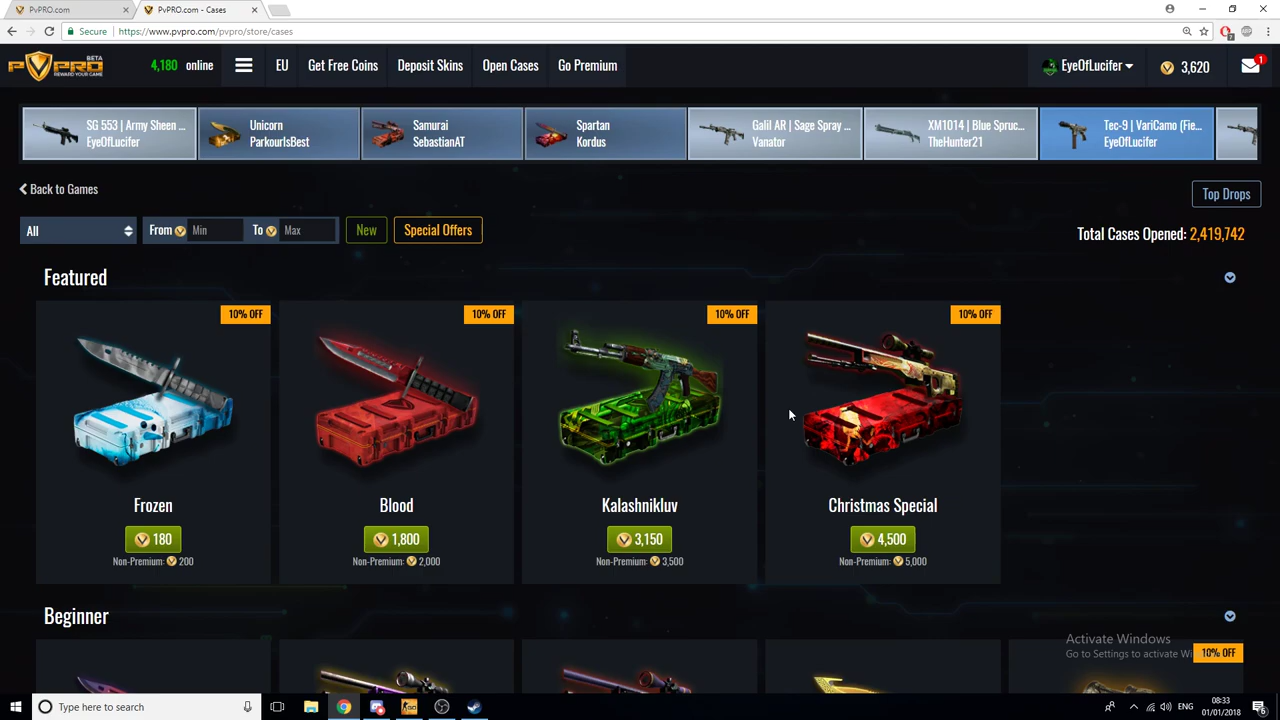 PvPRO.com
PvPRO.com - Cases
Secure
https://www.pvpro.com/pvpro/store/cases
PVPRO
BETA
REWARD YOUR GAME
4,180 online
EU
Get Free Coins
Deposit Skins
Open Cases
Go Premium
EyeOfLucifer
3,620
1
SG 553 | Army Sheen ...
EyeOfLucifer
Unicorn
ParkourIsBest
Samurai
SebastianAT
Spartan
Kordus
Galil AR | Sage Spray ...
Vanator
XM1014 | Blue Spruc...
TheHunter21
Tec-9 | VariCamo (Fie...
EyeOfLucifer
Back to Games
Top Drops
All
From Min
To Max
New
Special Offers
Total Cases Opened: 2,419,742
Featured
10% OFF
10% OFF
10% OFF
10% OFF
Frozen
Blood
Kalashnikluv
Christmas Special
180
1,800
3,150
4,500
Non-Premium: 200
Non-Premium: 2,000
Non-Premium: 3,500
Non-Premium: 5,000
Beginner
10% OFF
Activate Windows
Go to Settings to activate Wi
Type here to search
ENG
08:33
01/01/2018